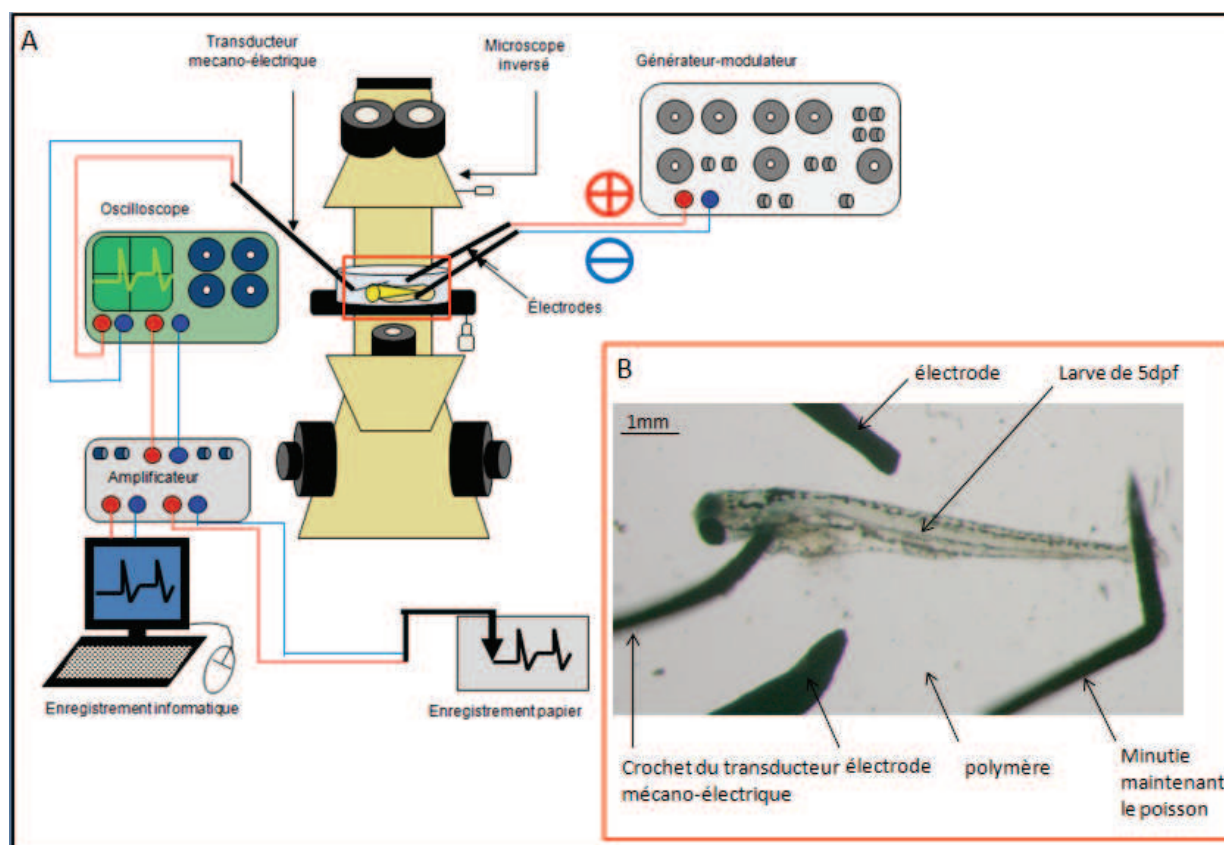 A
Transducteur
mecano-électrique
Microscope
inversé
Générateur-modulateur
Oscilloscope
Électrodes
Amplificateur
Enregistrement informatique
Enregistrement papier
B
électrode
Larve de 5dpf
1mm
Crochet du transducteur
mécano-électrique
électrode
polymère
Minutie
maintenant
le poisson